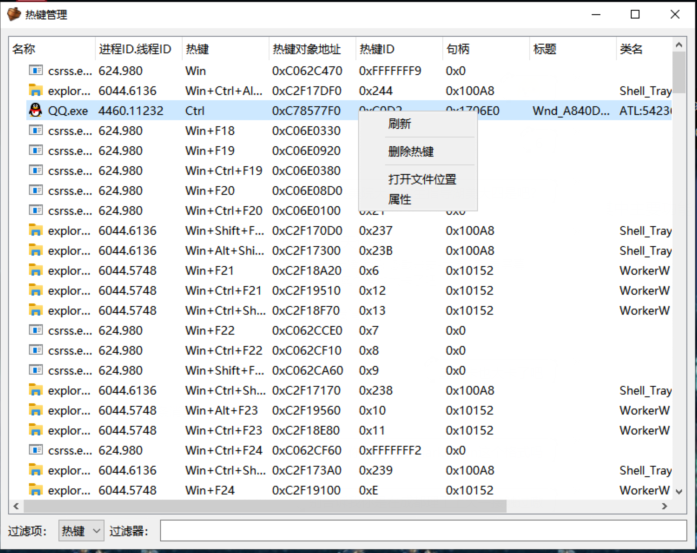 热键管理
名称 进程ID.线程ID 热键 热键对象地址 热键ID 句柄 标题 类名
csrss.e... 624.980 Win 0xC062C470 0xFFFFFFF9 0x0
explor... 6044.6136 Win+Ctrl+Al... 0xC2F17DF0 0x244 0x100A8 Shell_Tray
QQ.exe 4460.11232 Ctrl 0xC78577F0 0xC0D2 0x1706E0 Wnd_A840D... ATL:5423
csrss.e... 624.980 Win+F18 0xC06E0330
刷新
csrss.e... 624.980 Win+F19 0xC06E0920
删除热键
csrss.e... 624.980 Win+Ctrl+F19 0xC06E0380
csrss.e... 624.980 Win+F20 0xC06E08D0
打开文件位置
属性
csrss.e... 624.980 Win+Ctrl+F20 0xC06E0100
explor... 6044.6136 Win+Shift+F... 0xC2F170D0 0x237 0x100A8 Shell_Tray
explor... 6044.6136 Win+Alt+Shi... 0xC2F17300 0x23B 0x100A8 Shell_Tray
explor... 6044.5748 Win+F21 0xC2F18A20 0x6 0x10152 WorkerW
explor... 6044.5748 Win+Ctrl+F21 0xC2F19510 0x12 0x10152 WorkerW
explor... 6044.5748 Win+Ctrl+Sh... 0xC2F18F70 0x13 0x10152 WorkerW
csrss.e... 624.980 Win+F22 0xC062CCE0 0x7 0x0
csrss.e... 624.980 Win+Ctrl+F22 0xC062CF10 0x8 0x0
csrss.e... 624.980 Win+Shift+F... 0xC062CA60 0x9 0x0
explor... 6044.6136 Win+Ctrl+Sh... 0xC2F17170 0x238 0x100A8 Shell_Tray
explor... 6044.5748 Win+Alt+F23 0xC2F19560 0x10 0x10152 WorkerW
explor... 6044.5748 Win+Ctrl+F23 0xC2F18E80 0x11 0x10152 WorkerW
csrss.e... 624.980 Win+Ctrl+F24 0xC062CF60 0xFFFFFFF2 0x0
explor... 6044.6136 Win+Ctrl+Sh... 0xC2F173A0 0x239 0x100A8 Shell_Tray
explor... 6044.5748 Win+F24 0xC2F19100 0xE 0x10152 WorkerW
过滤项: 热键 过滤器: